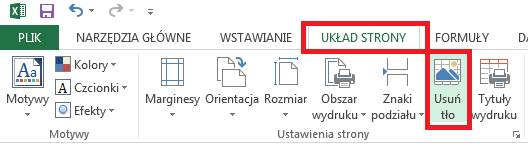 PLIK NARZĘDZIA GŁÓWNE WSTAWIANIE UKŁAD STRONY FORMUŁY DA
Aa Kolory
Czcionki
Efekty
Motywy
Marginesy Orientacja Rozmiar Obszar wydruku Znaki podziału Usuń tło Tytuły wydruku
Motywy Ustawienia strony